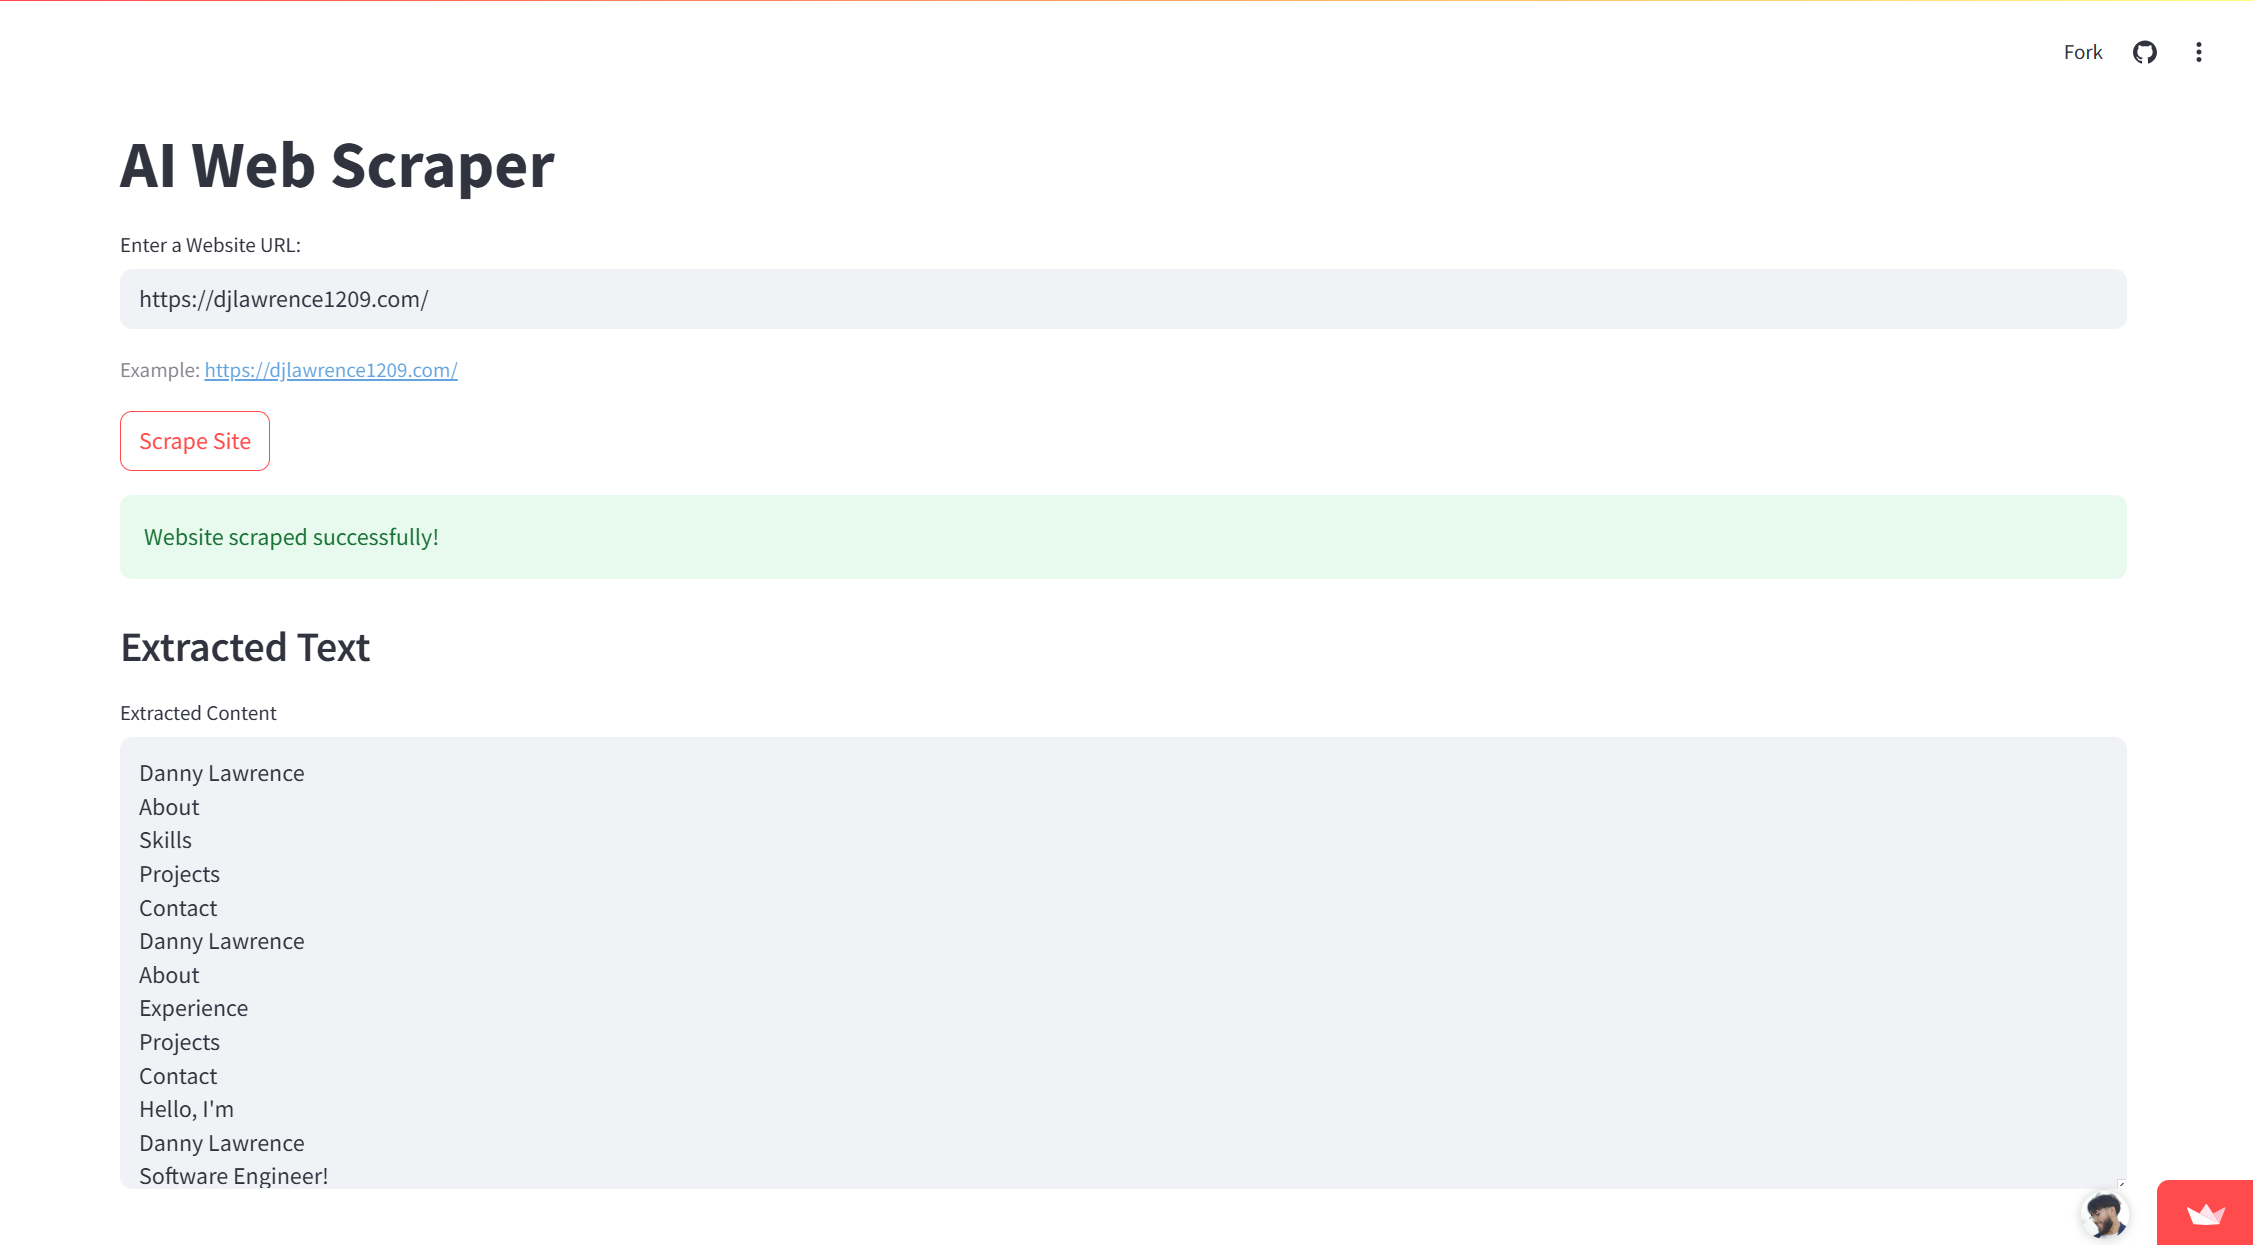 Fork
AI Web Scraper
Enter a Website URL:
https://djlawrence1209.com/
Example: https://djlawrence1209.com/
Scrape Site
Website scraped successfully!
Extracted Text
Extracted Content
Danny Lawrence
About
Skills
Projects
Contact
Danny Lawrence
About
Experience
Projects
Contact
Hello, I'm
Danny Lawrence
Software Engineer!